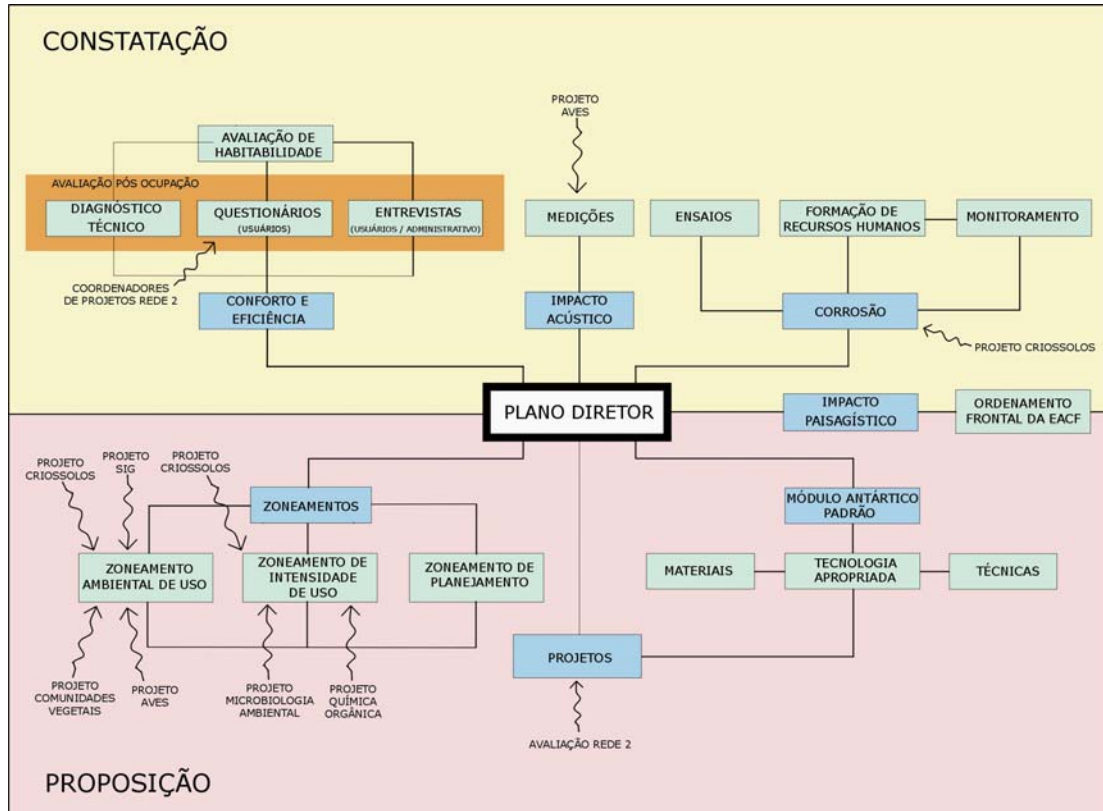 CONSTATAÇÃO
PROJETO
AVES
AVALIAÇÃO DE
HABITABILIDADE
AVALIAÇÃO PÓS OCUPAÇÃO
DIAGNÓSTICO
TÉCNICO
QUESTIONÁRIOS
(USUÁRIOS)
ENTREVISTAS
(USUÁRIOS / ADMINISTRATIVO)
MEDIÇÕES
ENSAIOS
FORMAÇÃO DE
RECURSOS HUMANOS
MONITORAMENTO
COORDENADORES
DE PROJETOS REDE 2
CONFORTO E
EFICIÊNCIA
IMPACTO
ACÚSTICO
CORROSÃO
PROJETO CRIOSSOLOS
PLANO DIRETOR
IMPACTO
PAISAGÍSTICO
ORDENAMENTO
FRONTAL DA EACF
PROJETO
CRIOSSOLOS
PROJETO
SIG
PROJETO
CRIOSSOLOS
ZONEAMENTOS
MÓDULO ANTÁRTICO
PADRÃO
ZONEAMENTO
AMBIENTAL DE USO
ZONEAMENTO DE
INTENSIDADE
DE USO
ZONEAMENTO DE
PLANEJAMENTO
MATERIAIS
TECNOLOGIA
APROPRIADA
TÉCNICAS
PROJETOS
PROJETO
COMUNIDADES
VEGETAIS
PROJETO
AVES
PROJETO
MICROBIOLOGIA
AMBIENTAL
PROJETO
QUÍMICA
ORGÂNICA
AVALIAÇÃO REDE 2
PROPOSIÇÃO